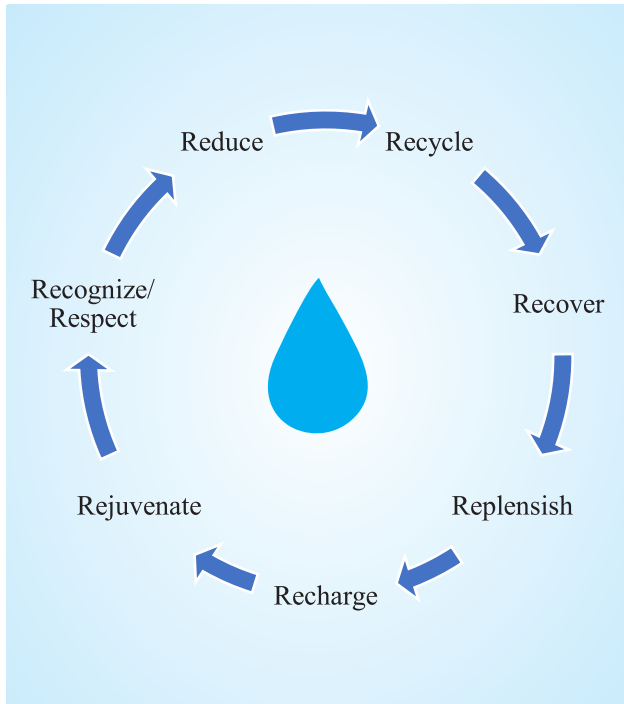 Reduce
Recycle
Recover
Replensish
Recharge
Rejuvenate
Recognize/
Respect